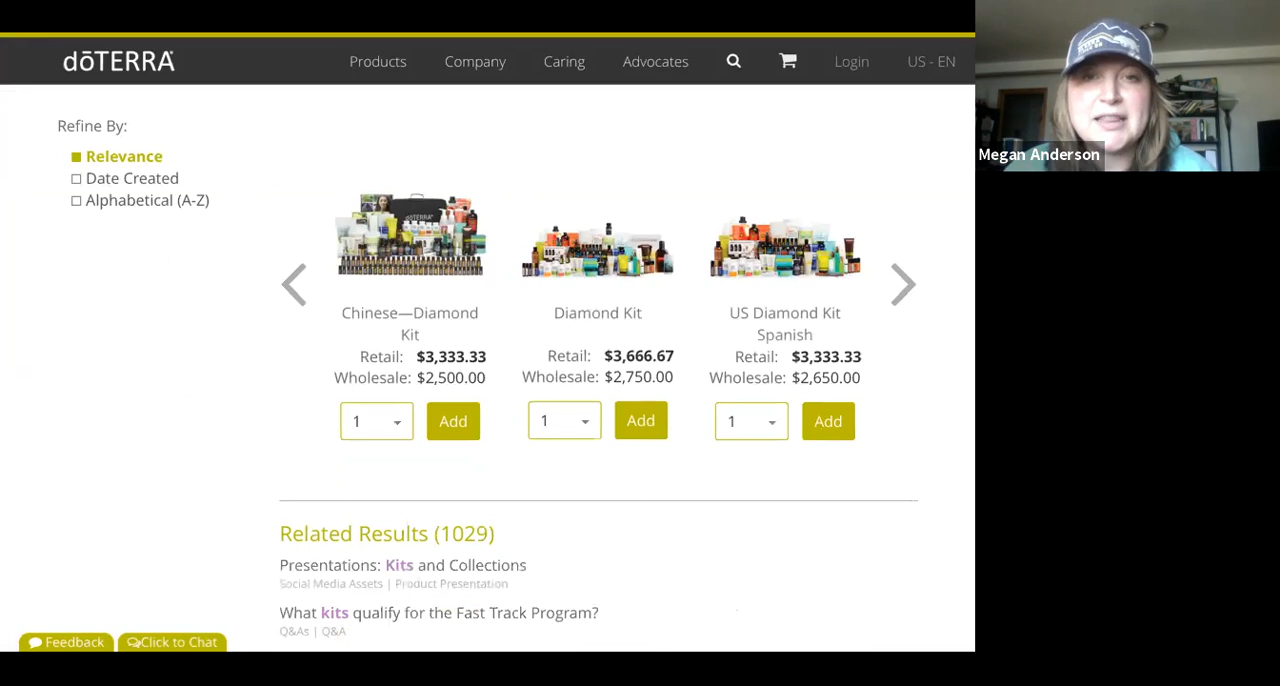 dōTERRA
Products Company Caring Advocates Login US - EN
Refine By:
Relevance
Date Created
Alphabetical (A-Z)
Chinese—Diamond
Kit
Retail: $3,333.33
Wholesale: $2,500.00
1 Add
Diamond Kit
Retail: $3,666.67
Wholesale: $2,750.00
1 Add
US Diamond Kit
Spanish
Retail: $3,333.33
Wholesale: $2,650.00
1 Add
Related Results (1029)
Presentations: Kits and Collections
Social Media Assets | Product Presentation
What kits qualify for the Fast Track Program?
Q&As | Q&A
Feedback Click to Chat
Megan Anderson